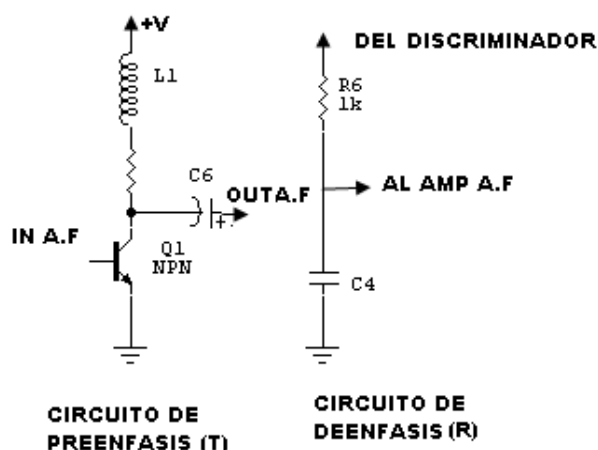 +V
L1
C6
OUTA.F
+
IN A.F
Q1
NPN
CIRCUITO DE
PREENFASIS (T)
DEL DISCRIMINADOR
R6
1k
AL AMP A.F
C4
CIRCUITO DE
DEENFASIS (R)